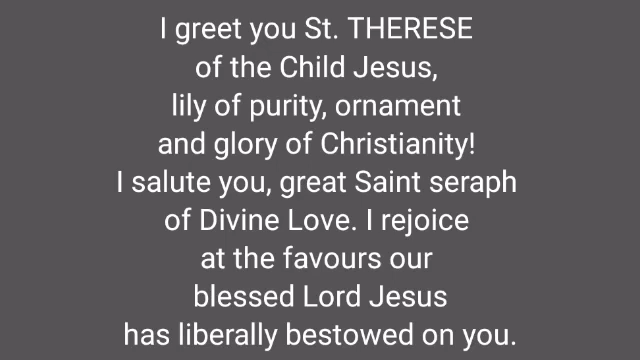 I greet you St. THERESE
of the Child Jesus,
lily of purity, ornament
and glory of Christianity!
I salute you, great Saint seraph
of Divine Love. I rejoice
at the favours our
blessed Lord Jesus
has liberally bestowed on you.